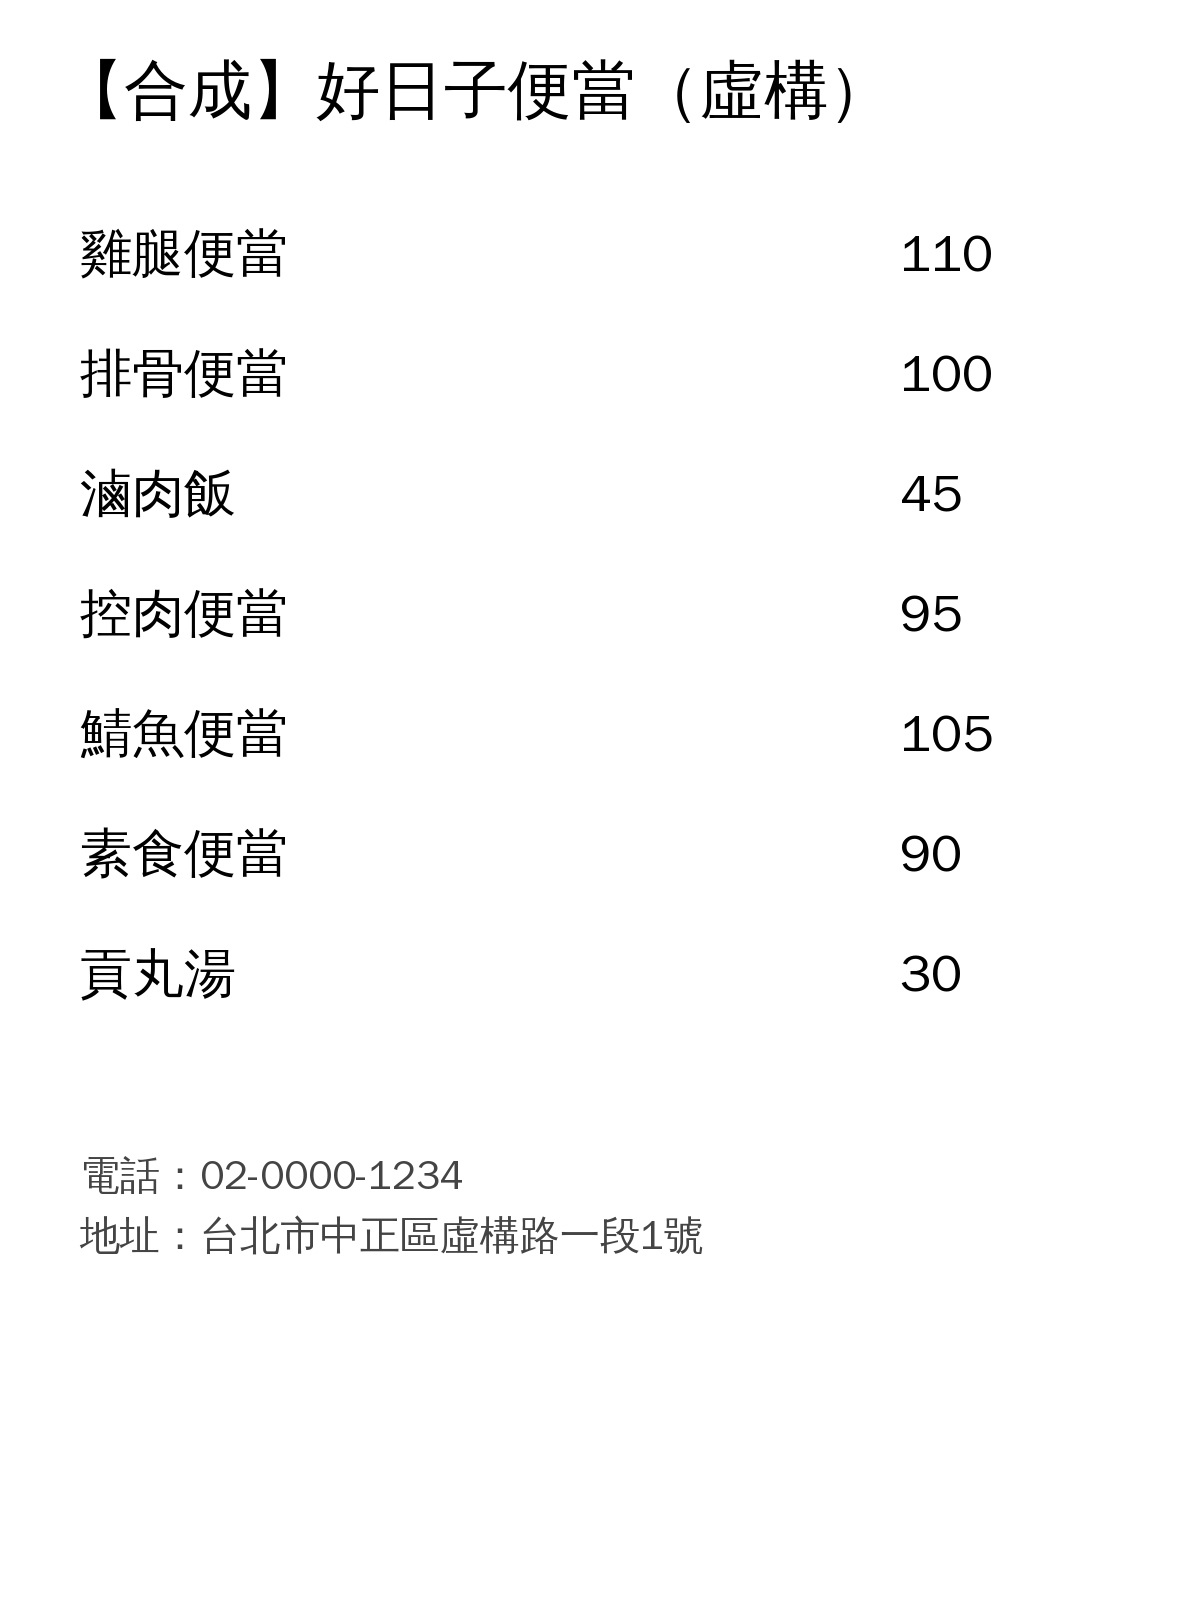 【合成】好日子便當（虛構）
雞腿便當 110
排骨便當 100
滷肉飯 45
控肉便當 95
鯖魚便當 105
素食便當 90
貢丸湯 30
電話：02-0000-1234
地址：台北市中正區虛構路一段1號